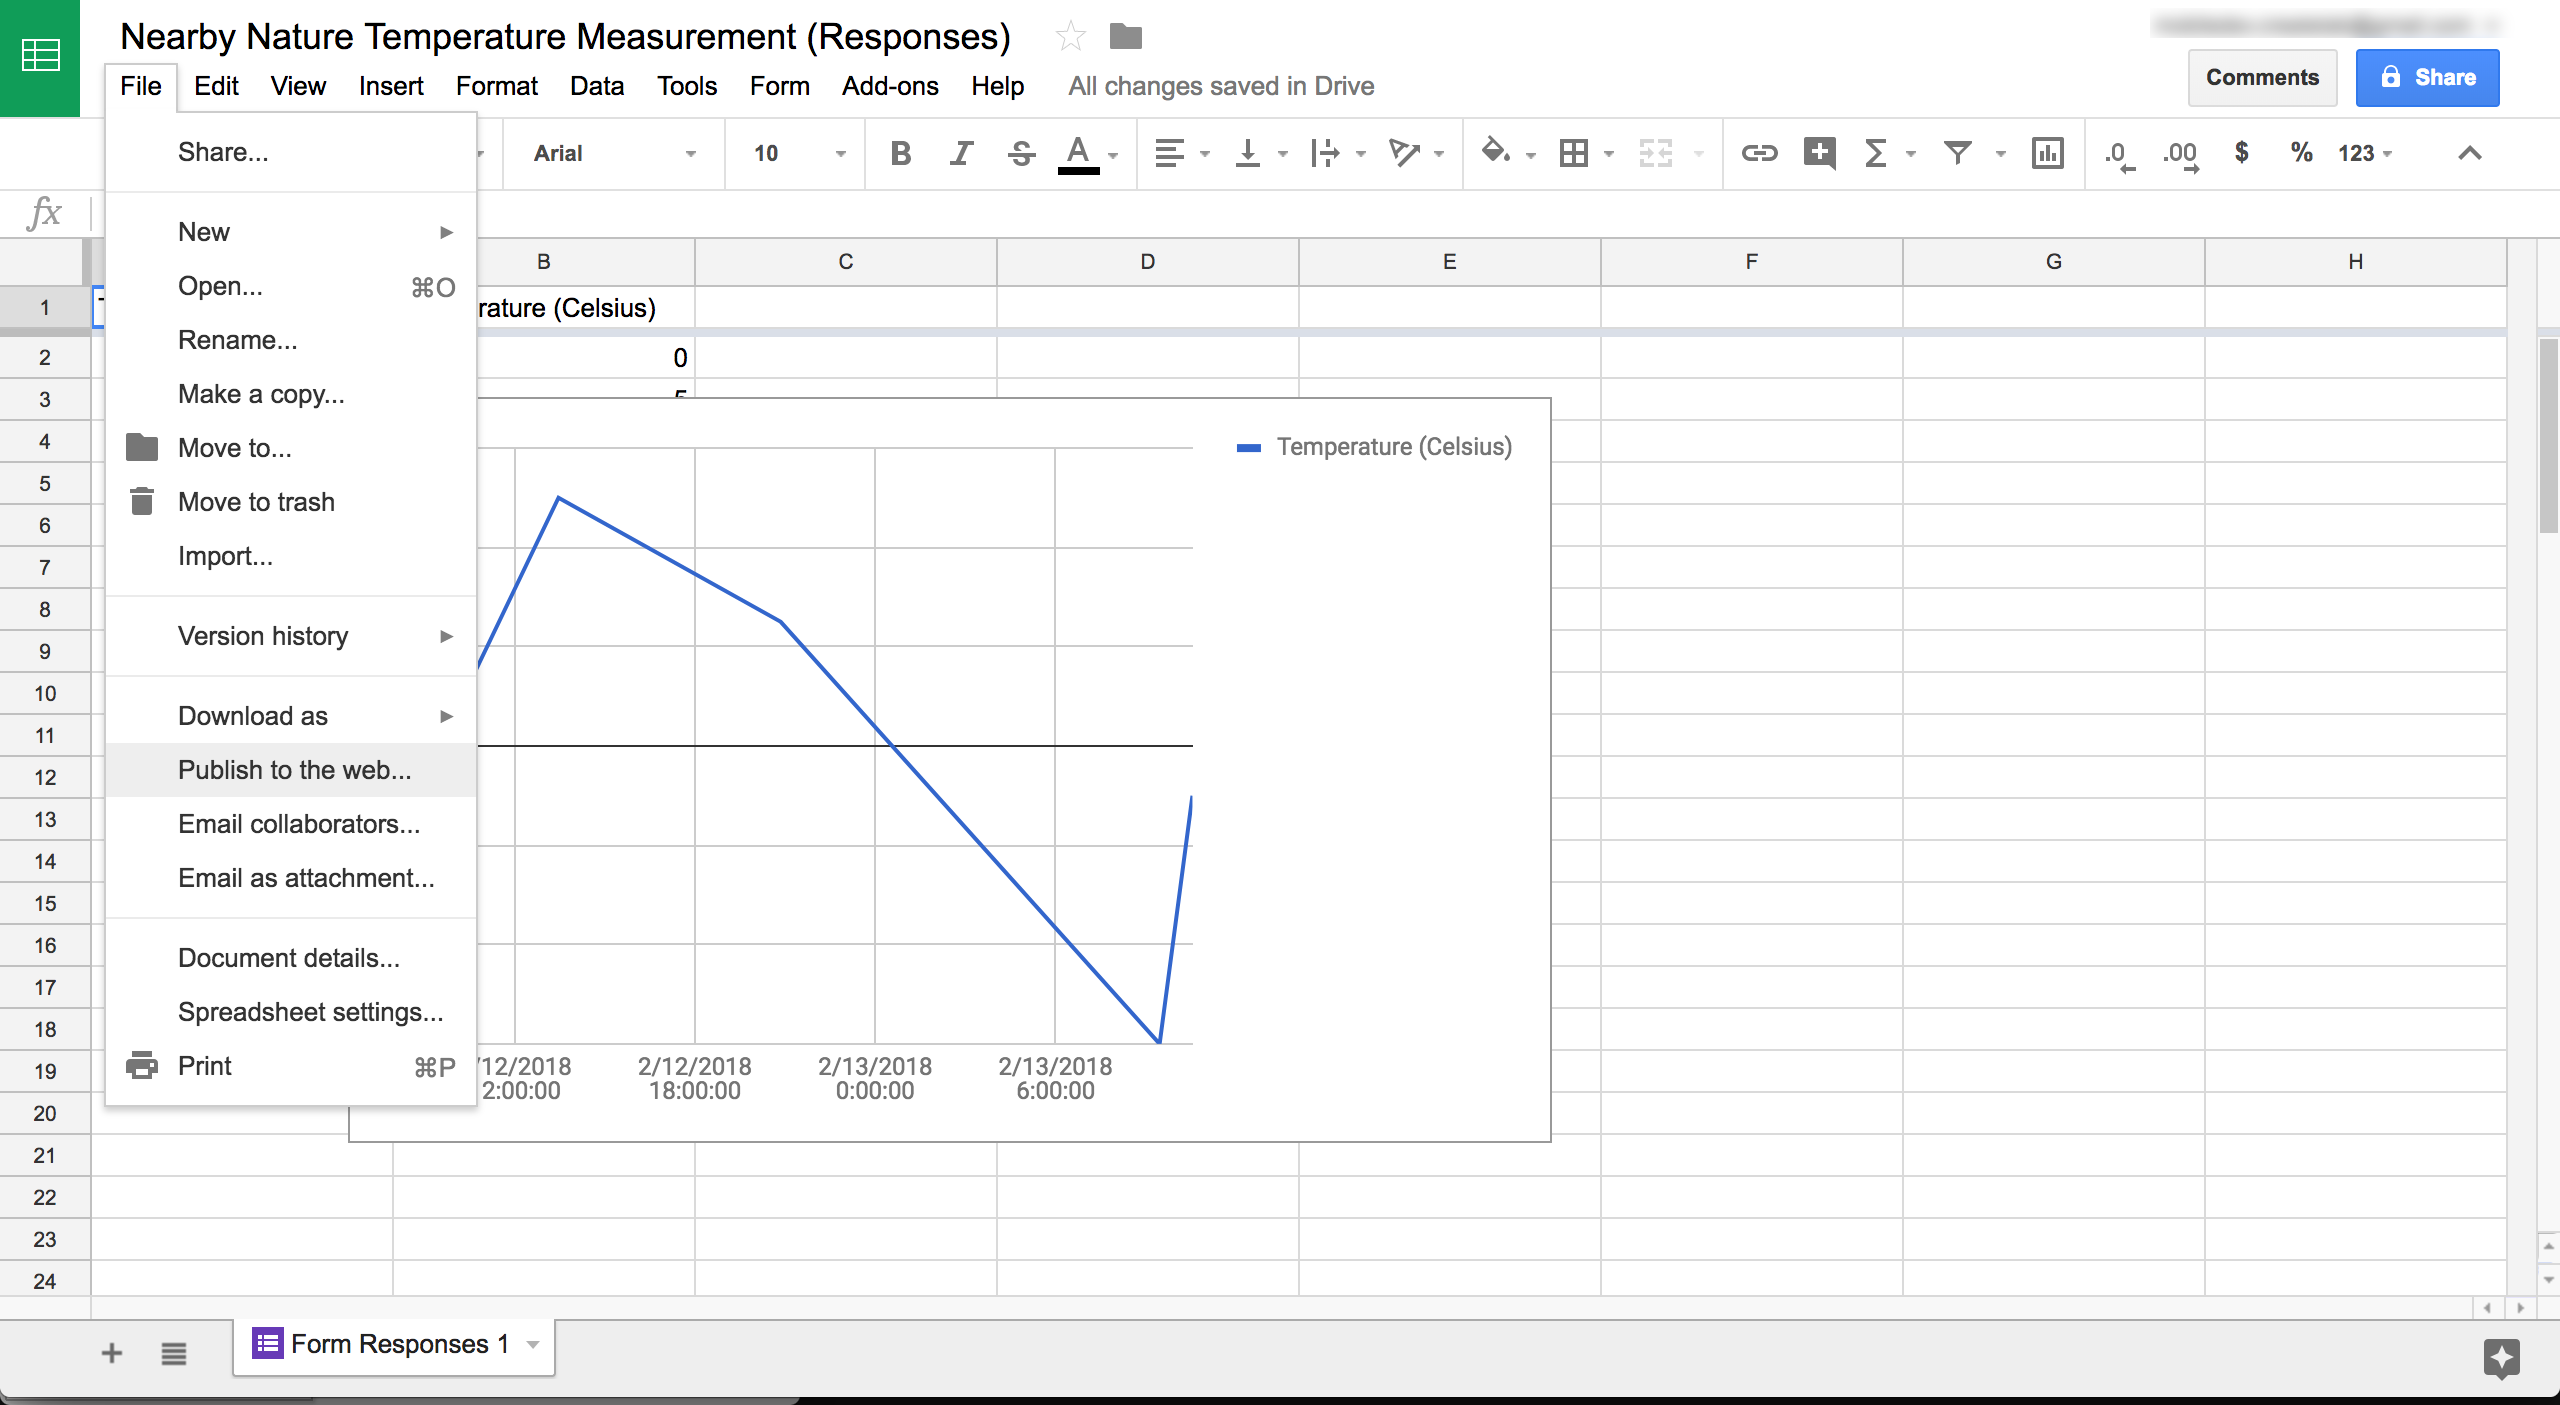 Nearby Nature Temperature Measurement (Responses)
File Edit View Insert Format Data Tools Form Add-ons Help All changes saved in Drive
Comments Share
Arial 10 B I S A Σ .0 .00 $ % 123
fx
B C D E F G H
1 rature (Celsius)
2 0
3
4
5
6
7
8
9
10
11
12
13
14
15
16
17
18
19
20
21
22
23
24
Share...
New
Open... ⌘O
Rename...
Make a copy...
Move to...
Move to trash
Import...
Version history
Download as
Publish to the web...
Email collaborators...
Email as attachment...
Document details...
Spreadsheet settings...
Print ⌘P
Temperature (Celsius)
/12/2018 2/12/2018 2/13/2018 2/13/2018
2:00:00 18:00:00 0:00:00 6:00:00
Form Responses 1